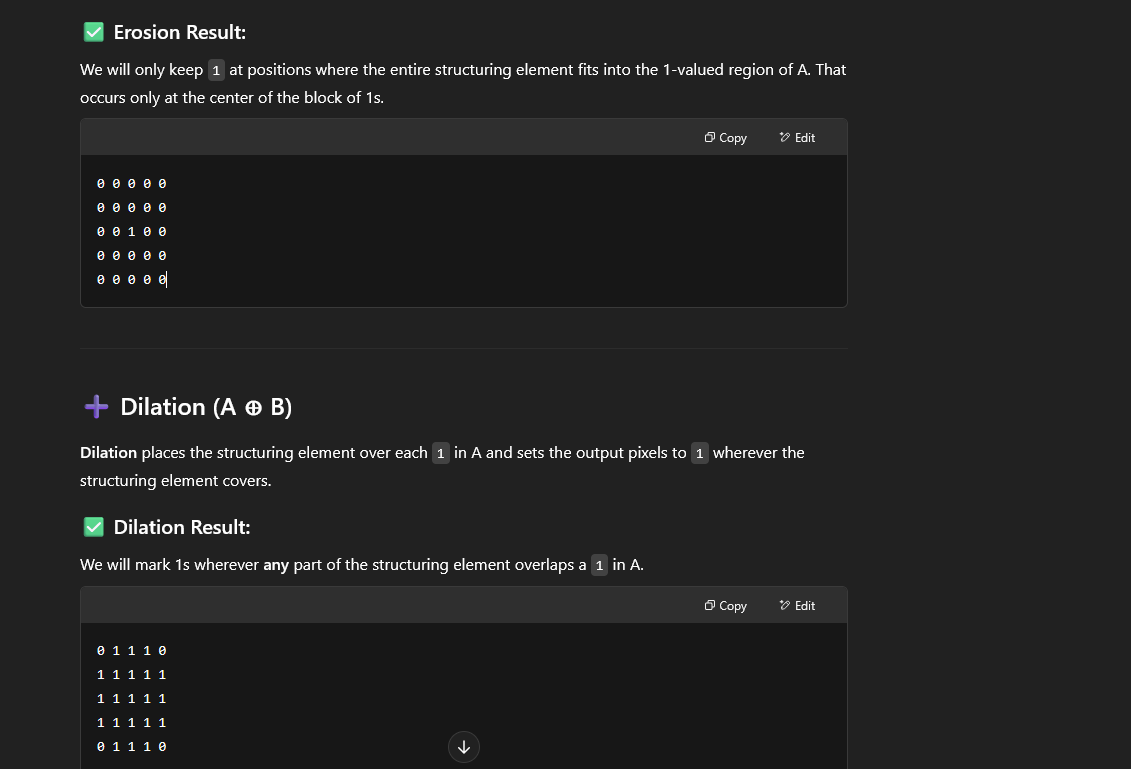 ✅ Erosion Result:
We will only keep 1 at positions where the entire structuring element fits into the 1-valued region of A. That
occurs only at the center of the block of 1s.
Copy Edit
0 0 0 0 0
0 0 0 0 0
0 0 1 0 0
0 0 0 0 0
0 0 0 0 0
➕ Dilation (A ⊕ B)
Dilation places the structuring element over each 1 in A and sets the output pixels to 1 wherever the
structuring element covers.
✅ Dilation Result:
We will mark 1s wherever any part of the structuring element overlaps a 1 in A.
Copy Edit
0 1 1 1 0
1 1 1 1 1
1 1 1 1 1
1 1 1 1 1
0 1 1 1 0